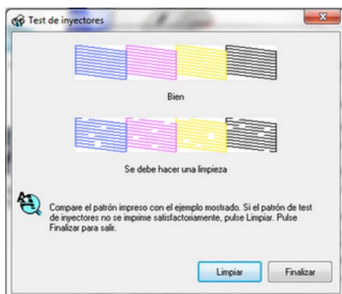 Test de inyectores
Bien
Se debe hacer una limpieza
Compare el patrón impreso con el ejemplo mostrado. Si el patrón de test
de inyectores no se imprime satisfactoriamente, pulse Limpiar. Pulse
Finalizar para salir.
Limpiar
Finalizar